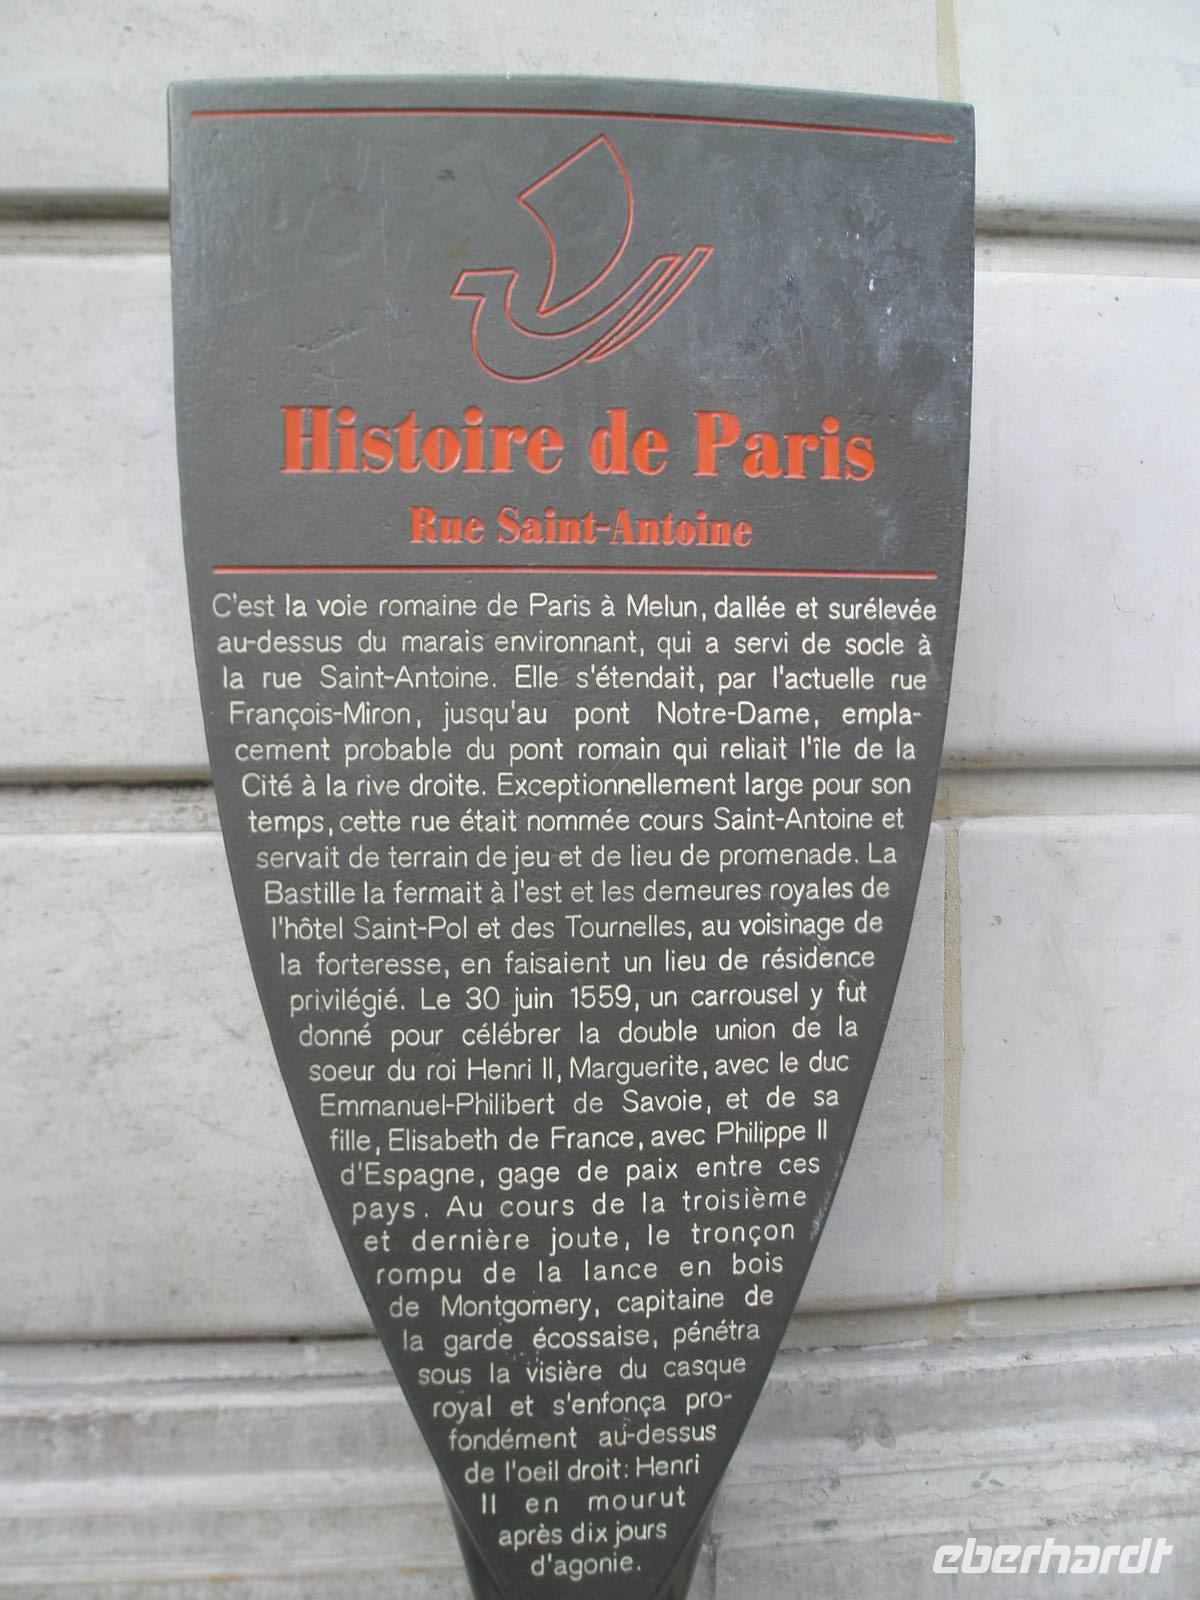 Histoire de Paris
Rue Saint-Antoine
C'est la voie romaine de Paris à Melun, dallée et surélevée
au-dessus du marais environnant, qui a servi de socle à
la rue Saint-Antoine. Elle s'étendait, par l'actuelle rue
François-Miron, jusqu'au pont Notre-Dame, empla-
cement probable du pont romain qui reliait l'île de la
Cité à la rive droite. Exceptionnellement large pour son
temps, cette rue était nommée cours Saint-Antoine et
servait de terrain de jeu et de lieu de promenade. La
Bastille la fermait à l'est et les demeures royales de
l'hôtel Saint-Pol et des Tournelles, au voisinage de
la forteresse, en faisaient un lieu de résidence
privilégié. Le 30 juin 1559, un carrousel y fut
donné pour célébrer la double union de la
soeur du roi Henri II, Marguerite, avec le duc
Emmanuel-Philibert de Savoie, et de sa
fille, Elisabeth de France, avec Philippe II
d'Espagne, gage de paix entre ces
pays. Au cours de la troisième
et dernière joute, le tronçon
rompu de la lance en bois
de Montgomery, capitaine de
la garde écossaise, pénétra
sous la visière du casque
royal et s'enfonça pro-
fondément au-dessus
de l'oeil droit: Henri
II en mourut
après dix jours
d'agonie.
eberhardt